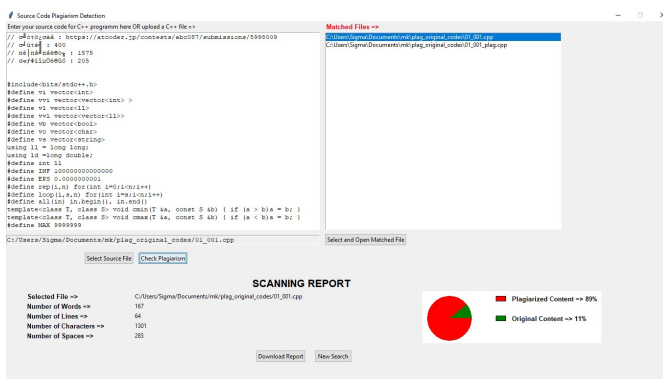 Source Code Plagiarism Detection
Enter your source code for C++ programm here OR upload a C++ file =>
Matched Files =>
// : https://atcoder.jp/contests/abc087/submissions/5998009
// : 400
// : 1575
// : 205
#include<bits/stdc++.h>
#define vi vector<int>
#define vvi vector<vector<int> >
#define vl vector<ll>
#define vvl vector<vector<ll>>
#define vb vector<bool>
#define vc vector<char>
#define vs vector<string>
using ll = long long;
using ld =long double;
#define int ll
#define INF 100000000000000
#define EPS 0.0000000001
#define rep(i,n) for(int i=0;i<n;i++)
#define loop(i,s,n) for(int i=s;i<n;i++)
#define all(in) in.begin(), in.end()
template<class T, class S> void cmin(T &a, const S &b) { if (a > b)a = b; }
template<class T, class S> void cmax(T &a, const S &b) { if (a < b)a = b; }
#define MAX 9999999
C:\Users\Sigma\Documents\mk\plag_original_codes\01_001.cpp
C:\Users\Sigma\Documents\mk\plag_original_codes\01_001_plag.cpp
C:/Users/Sigma/Documents/mk/plag_original_codes/01_001.cpp
Select and Open Matched File
Select Source File
Check Plagiarism
SCANNING REPORT
Selected File => C:/Users/Sigma/Documents/mk/plag_original_codes/01_001.cpp
Number of Words => 167
Number of Lines => 64
Number of Characters => 1301
Number of Spaces => 285
Plagiarized Content => 89%
Original Content => 11%
Download Report
New Search